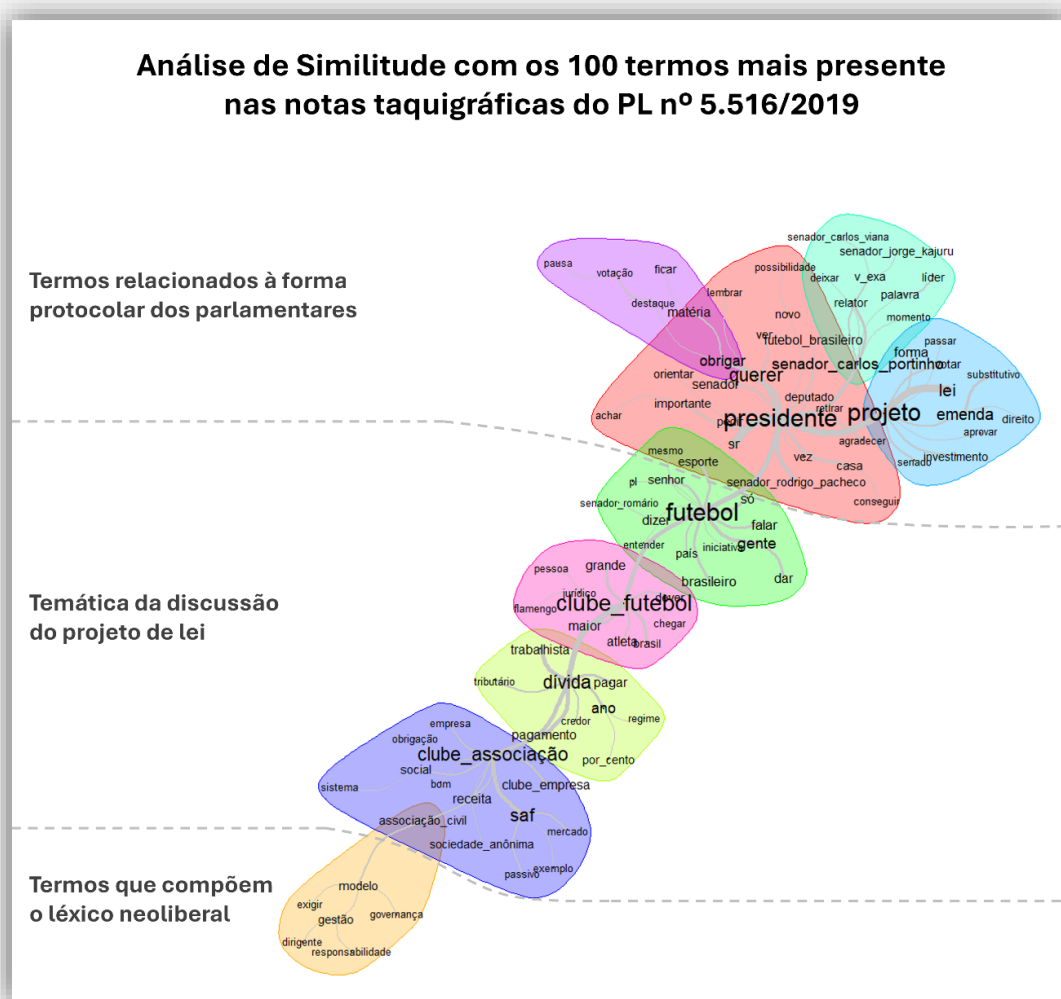 Análise de Similitude com os 100 termos mais presente
nas notas taquigráficas do PL nº 5.516/2019
Termos relacionados à forma
protocolar dos parlamentares
senador_carlos_viana
senador_jorge_kajuru
pausa
votação
ficar
possibilidade
deixar
v_exa
líder
lembrar
destaque
matéria
relator
palavra
novo
momento
ver
futebol_brasileiro
passar
forma
votar
obrigar
querer
senador_carlos_portinho
substitutivo
orientar
senador
lei
importante
deputado
retirar
achar
presidente
projeto
emenda
direito
sr
agradecer
aprovar
mesmo
esporte
vez
casa
senado
investimento
pl
senhor
senador_rodrigo_pacheco
conseguir
senador_romário
só
futebol
dizer
falar
entender
país
iniciativa
gente
brasileiro
dar
Temática da discussão
do projeto de lei
pessoa
grande
jurídico
dever
flamengo
clube_futebol
maior
chegar
atleta
brasil
trabalhista
tributário
dívida
pagar
ano
credor
regime
pagamento
por_cento
empresa
obrigação
clube_associação
social
sistema
bom
clube_empresa
receita
saf
associação_civil
mercado
sociedade_anônima
exemplo
passivo
Termos que compõem
o léxico neoliberal
modelo
exigir
gestão
governança
dirigente
responsabilidade